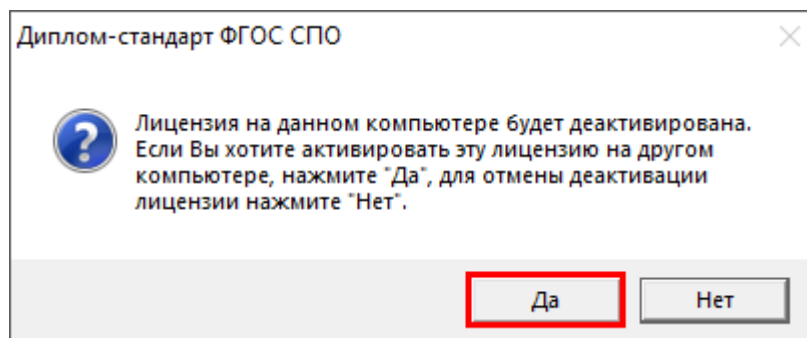 Диплом-стандарт ФГОС СПО
Лицензия на данном компьютере будет деактивирована.
Если Вы хотите активировать эту лицензию на другом
компьютере, нажмите "Да", для отмены деактивации
лицензии нажмите "Нет".
Да
Нет